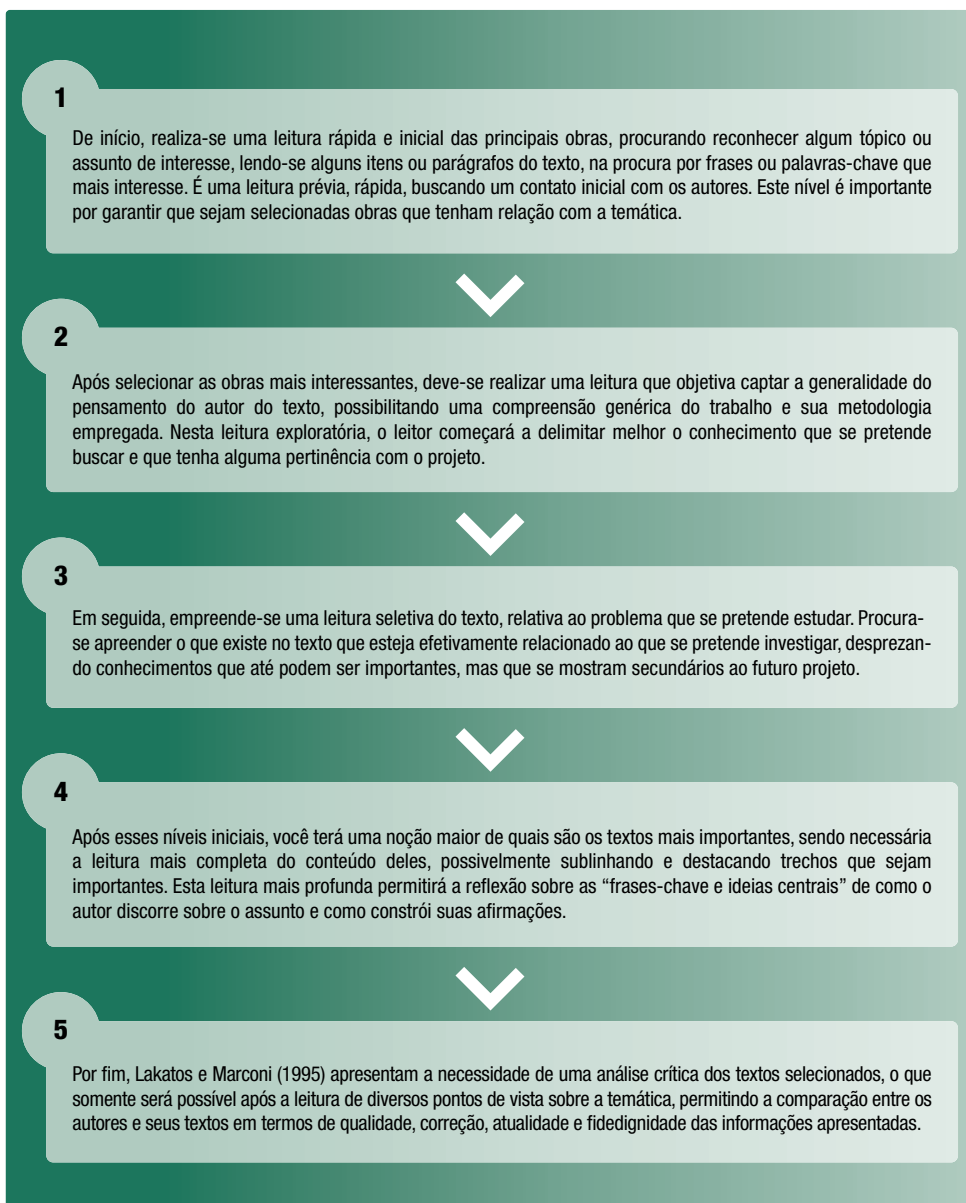 1
De início, realiza-se uma leitura rápida e inicial das principais obras, procurando reconhecer algum tópico ou
assunto de interesse, lendo-se alguns itens ou parágrafos do texto, na procura por frases ou palavras-chave que
mais interesse. É uma leitura prévia, rápida, buscando um contato inicial com os autores. Este nível é importante
por garantir que sejam selecionadas obras que tenham relação com a temática.
2
Após selecionar as obras mais interessantes, deve-se realizar uma leitura que objetiva captar a generalidade do
pensamento do autor do texto, possibilitando uma compreensão genérica do trabalho e sua metodologia
empregada. Nesta leitura exploratória, o leitor começará a delimitar melhor o conhecimento que se pretende
buscar e que tenha alguma pertinência com o projeto.
3
Em seguida, empreende-se uma leitura seletiva do texto, relativa ao problema que se pretende estudar. Procura-
se apreender o que existe no texto que esteja efetivamente relacionado ao que se pretende investigar, desprezan-
do conhecimentos que até podem ser importantes, mas que se mostram secundários ao futuro projeto.
4
Após esses níveis iniciais, você terá uma noção maior de quais são os textos mais importantes, sendo necessária
a leitura mais completa do conteúdo deles, possivelmente sublinhando e destacando trechos que sejam
importantes. Esta leitura mais profunda permitirá a reflexão sobre as “frases-chave e ideias centrais” de como o
autor discorre sobre o assunto e como constrói suas afirmações.
5
Por fim, Lakatos e Marconi (1995) apresentam a necessidade de uma análise crítica dos textos selecionados, o que
somente será possível após a leitura de diversos pontos de vista sobre a temática, permitindo a comparação entre os
autores e seus textos em termos de qualidade, correção, atualidade e fidedignidade das informações apresentadas.